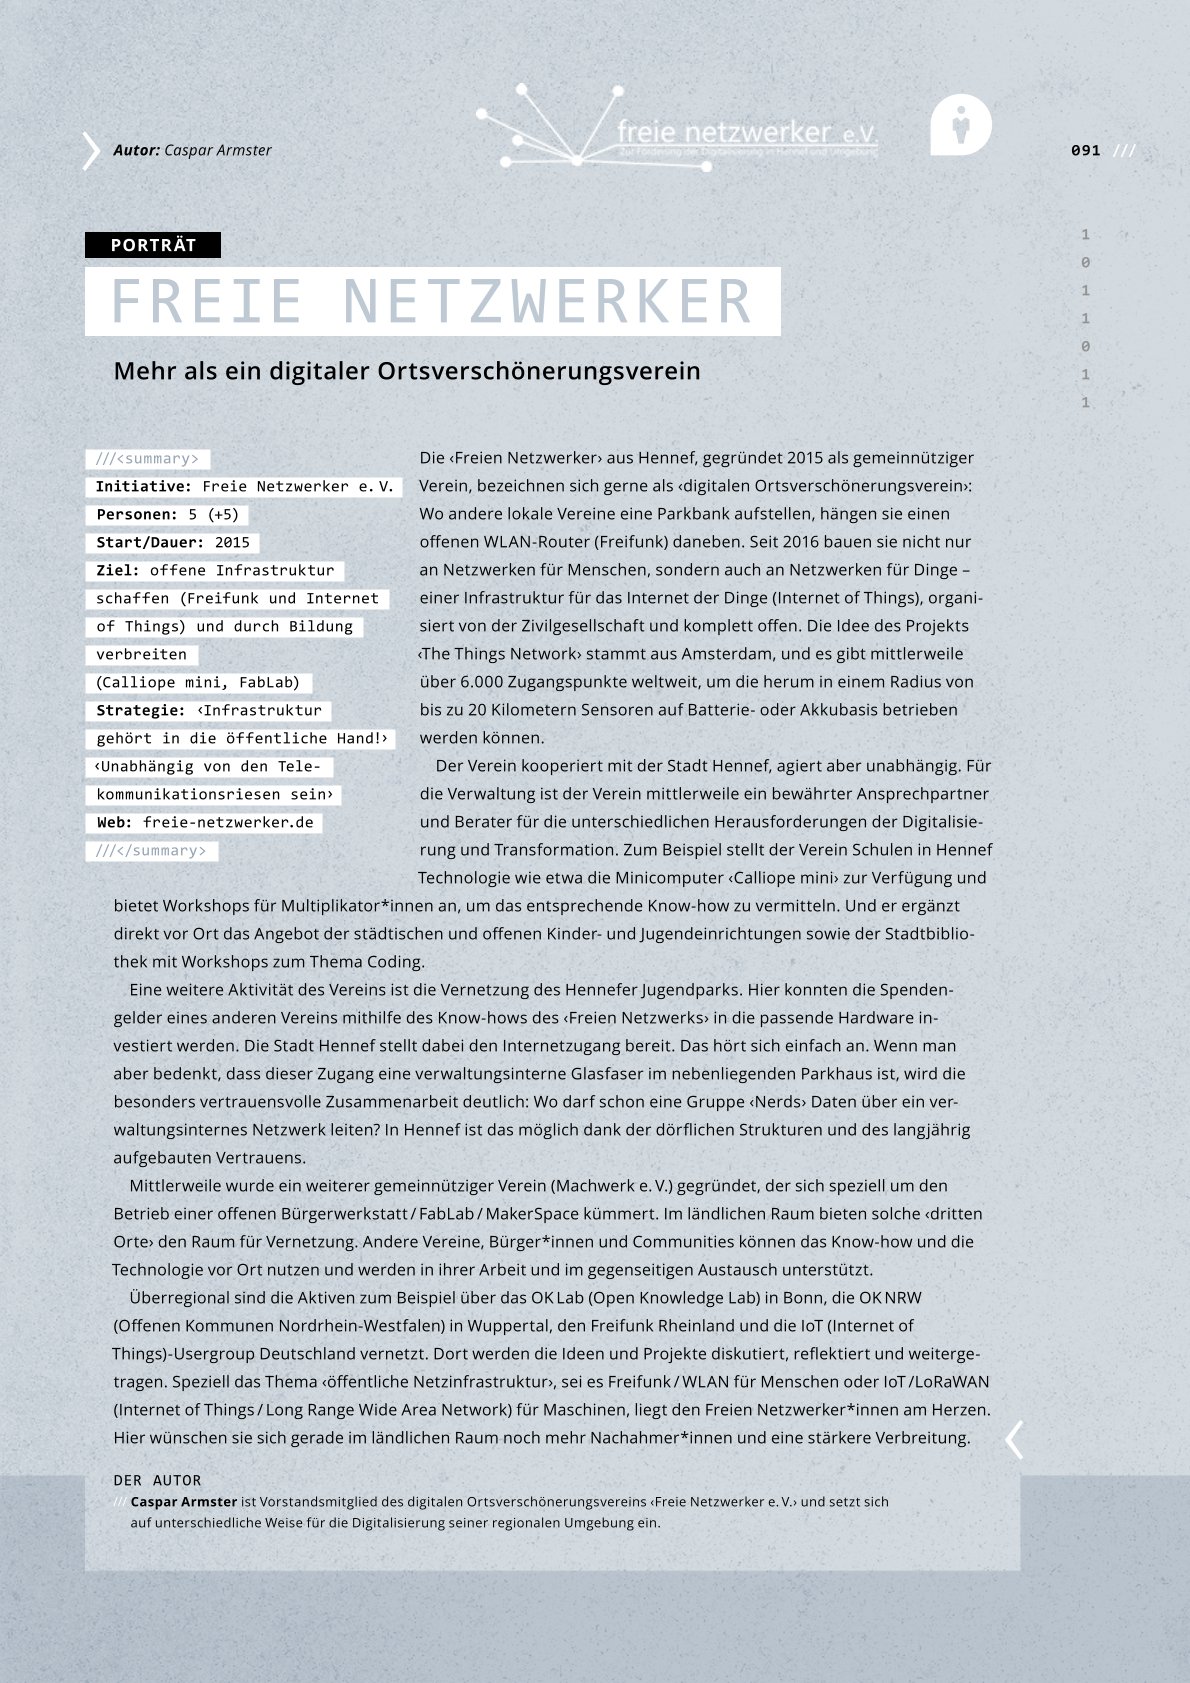 Autor: Caspar Armster
freie netzwerker e.V.
Zur Förderung der Digitalisierung in Hennef und Umgebung
091 ///
PORTRÄT
FREIE NETZWERKER
Mehr als ein digitaler Ortsverschönerungsverein
1
0
1
1
0
1
1
///<summary>
Initiative: Freie Netzwerker e. V.
Personen: 5 (+5)
Start/Dauer: 2015
Ziel: offene Infrastruktur
schaffen (Freifunk und Internet
of Things) und durch Bildung
verbreiten
(Calliope mini, FabLab)
Strategie: ‹Infrastruktur
gehört in die öffentliche Hand!›
‹Unabhängig von den Tele-
kommunikationsriesen sein›
Web: freie-netzwerker.de
///</summary>
Die ‹Freien Netzwerker› aus Hennef, gegründet 2015 als gemeinnütziger
Verein, bezeichnen sich gerne als ‹digitalen Ortsverschönerungsverein›:
Wo andere lokale Vereine eine Parkbank aufstellen, hängen sie einen
offenen WLAN-Router (Freifunk) daneben. Seit 2016 bauen sie nicht nur
an Netzwerken für Menschen, sondern auch an Netzwerken für Dinge –
einer Infrastruktur für das Internet der Dinge (Internet of Things), organi-
siert von der Zivilgesellschaft und komplett offen. Die Idee des Projekts
‹The Things Network› stammt aus Amsterdam, und es gibt mittlerweile
über 6.000 Zugangspunkte weltweit, um die herum in einem Radius von
bis zu 20 Kilometern Sensoren auf Batterie- oder Akkubasis betrieben
werden können.
Der Verein kooperiert mit der Stadt Hennef, agiert aber unabhängig. Für
die Verwaltung ist der Verein mittlerweile ein bewährter Ansprechpartner
und Berater für die unterschiedlichen Herausforderungen der Digitalisie-
rung und Transformation. Zum Beispiel stellt der Verein Schulen in Hennef
Technologie wie etwa die Minicomputer ‹Calliope mini› zur Verfügung und
bietet Workshops für Multiplikator*innen an, um das entsprechende Know-how zu vermitteln. Und er ergänzt
direkt vor Ort das Angebot der städtischen und offenen Kinder- und Jugendeinrichtungen sowie der Stadtbiblio-
thek mit Workshops zum Thema Coding.
Eine weitere Aktivität des Vereins ist die Vernetzung des Hennefer Jugendparks. Hier konnten die Spenden-
gelder eines anderen Vereins mithilfe des Know-hows des ‹Freien Netzwerks› in die passende Hardware in-
vestiert werden. Die Stadt Hennef stellt dabei den Internetzugang bereit. Das hört sich einfach an. Wenn man
aber bedenkt, dass dieser Zugang eine verwaltungsinterne Glasfaser im nebenliegenden Parkhaus ist, wird die
besonders vertrauensvolle Zusammenarbeit deutlich: Wo darf schon eine Gruppe ‹Nerds› Daten über ein ver-
waltungsinternes Netzwerk leiten? In Hennef ist das möglich dank der dörflichen Strukturen und des langjährig
aufgebauten Vertrauens.
Mittlerweile wurde ein weiterer gemeinnütziger Verein (Machwerk e. V.) gegründet, der sich speziell um den
Betrieb einer offenen Bürgerwerkstatt / FabLab / MakerSpace kümmert. Im ländlichen Raum bieten solche ‹dritten
Orte› den Raum für Vernetzung. Andere Vereine, Bürger*innen und Communities können das Know-how und die
Technologie vor Ort nutzen und werden in ihrer Arbeit und im gegenseitigen Austausch unterstützt.
Überregional sind die Aktiven zum Beispiel über das OK Lab (Open Knowledge Lab) in Bonn, die OK NRW
(Offenen Kommunen Nordrhein-Westfalen) in Wuppertal, den Freifunk Rheinland und die IoT (Internet of
Things)-Usergroup Deutschland vernetzt. Dort werden die Ideen und Projekte diskutiert, reflektiert und weiterge-
tragen. Speziell das Thema ‹öffentliche Netzinfrastruktur›, sei es Freifunk / WLAN für Menschen oder IoT /LoRaWAN
(Internet of Things / Long Range Wide Area Network) für Maschinen, liegt den Freien Netzwerker*innen am Herzen.
Hier wünschen sie sich gerade im ländlichen Raum noch mehr Nachahmer*innen und eine stärkere Verbreitung.
DER AUTOR
/// Caspar Armster ist Vorstandsmitglied des digitalen Ortsverschönerungsvereins ‹Freie Netzwerker e. V.› und setzt sich
auf unterschiedliche Weise für die Digitalisierung seiner regionalen Umgebung ein.